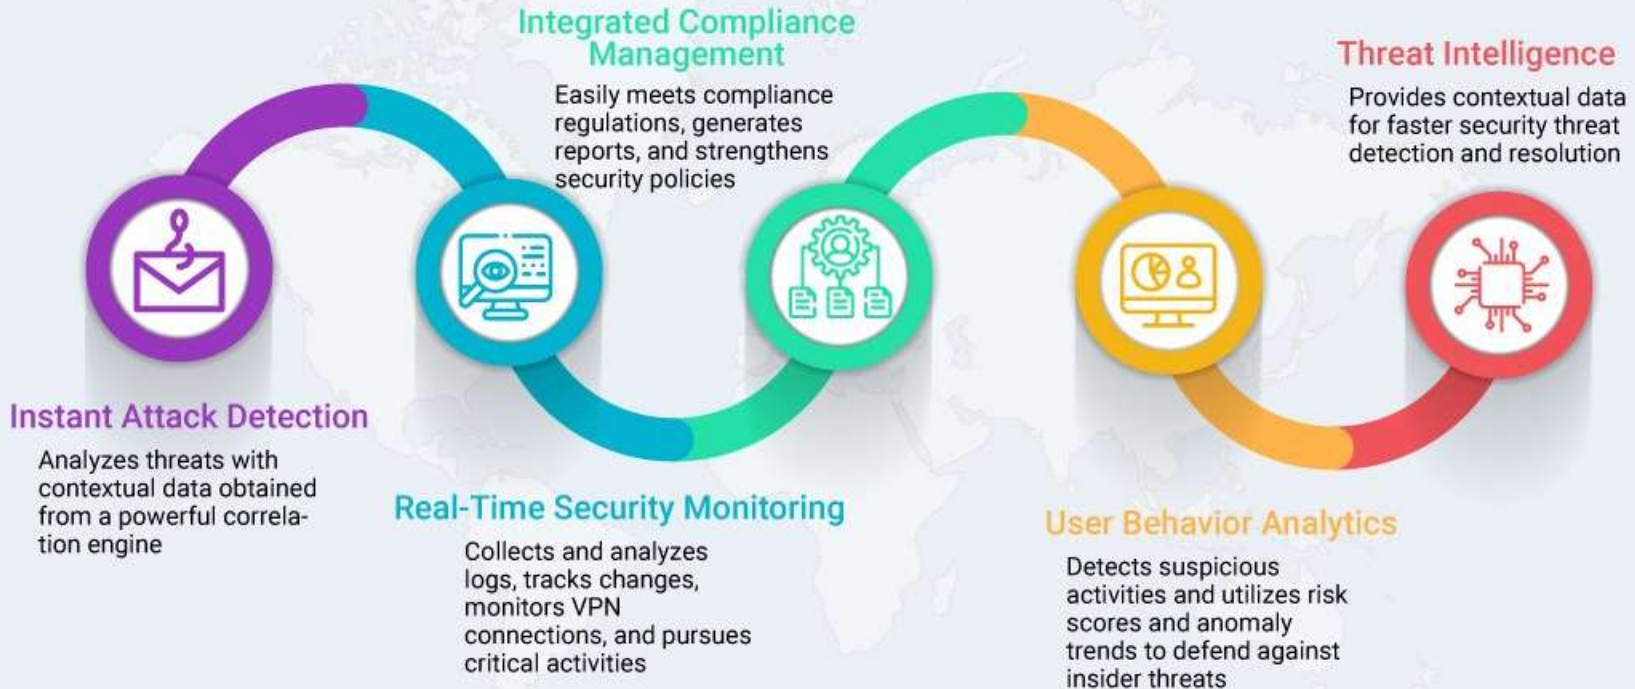 Instant Attack Detection
Analyzes threats with
contextual data obtained
from a powerful correla-
tion engine
Real-Time Security Monitoring
Collects and analyzes
logs, tracks changes,
monitors VPN
connections, and pursues
critical activities
Integrated Compliance
Management
Easily meets compliance
regulations, generates
reports, and strengthens
security policies
User Behavior Analytics
Detects suspicious
activities and utilizes risk
scores and anomaly
trends to defend against
insider threats
Threat Intelligence
Provides contextual data
for faster security threat
detection and resolution